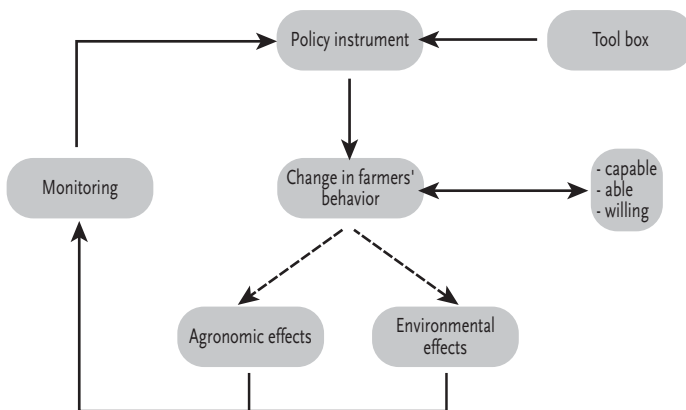 Policy instrument
Tool box
Monitoring
Change in farmers'
behavior
- capable
- able
- willing
Agronomic effects
Environmental
effects